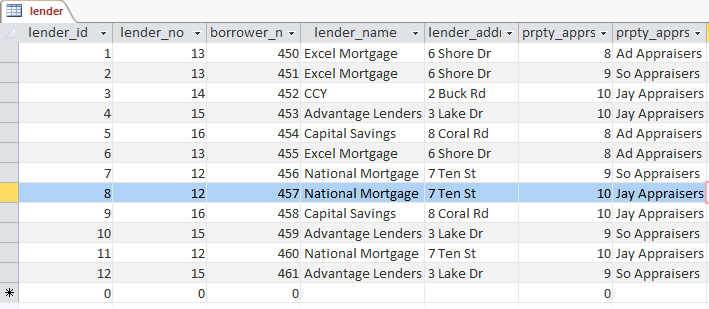 lender
lender_id lender_no borrower_n lender_name lender_addr prpty_apprs prpty_apprs
1 13 450 Excel Mortgage 6 Shore Dr 8 Ad Appraisers
2 13 451 Excel Mortgage 6 Shore Dr 9 So Appraisers
3 14 452 CCY 2 Buck Rd 10 Jay Appraisers
4 15 453 Advantage Lenders 3 Lake Dr 10 Jay Appraisers
5 16 454 Capital Savings 8 Coral Rd 8 Ad Appraisers
6 13 455 Excel Mortgage 6 Shore Dr 8 Ad Appraisers
7 12 456 National Mortgage 7 Ten St 9 So Appraisers
8 12 457 National Mortgage 7 Ten St 10 Jay Appraisers
9 16 458 Capital Savings 8 Coral Rd 10 Jay Appraisers
10 15 459 Advantage Lenders 3 Lake Dr 9 So Appraisers
11 12 460 National Mortgage 7 Ten St 10 Jay Appraisers
12 15 461 Advantage Lenders 3 Lake Dr 9 So Appraisers
0 0 0 0